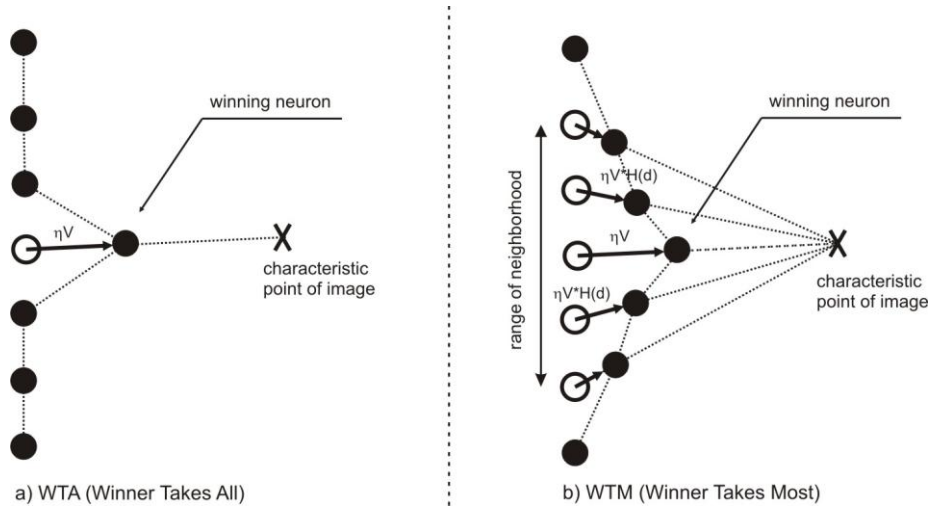 winning neuron
ηV
X
characteristic
point of image
a) WTA (Winner Takes All)
winning neuron
range of neighborhood
ηV*H(d)
ηV
ηV*H(d)
X
characteristic
point of image
b) WTM (Winner Takes Most)